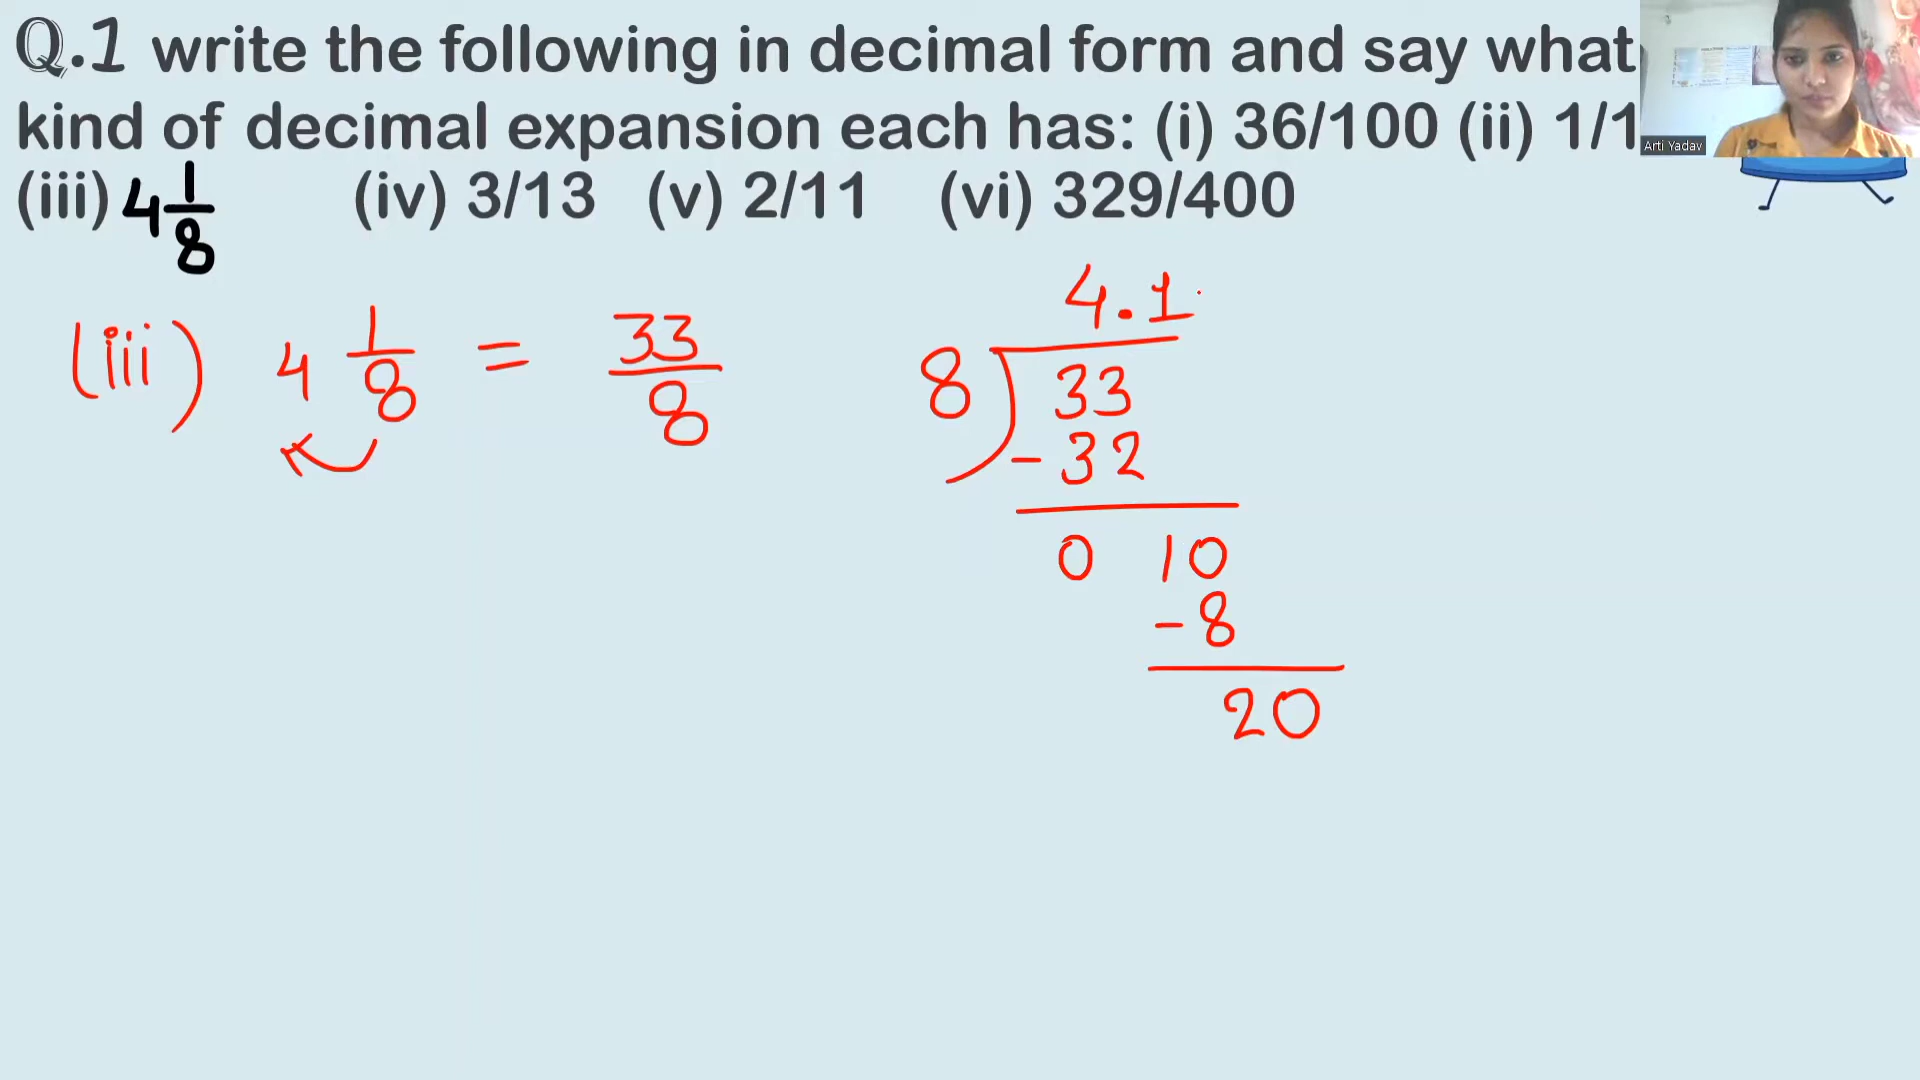 Q.1 write the following in decimal form and say what
kind of decimal expansion each has: (i) 36/100 (ii) 1/1
Arti Yadav
(iii) 4 1/8 (iv) 3/13 (v) 2/11 (vi) 329/400
(iii) 4 1/8 = 33/8
4.1
8 33
-32
0 10
-8
20